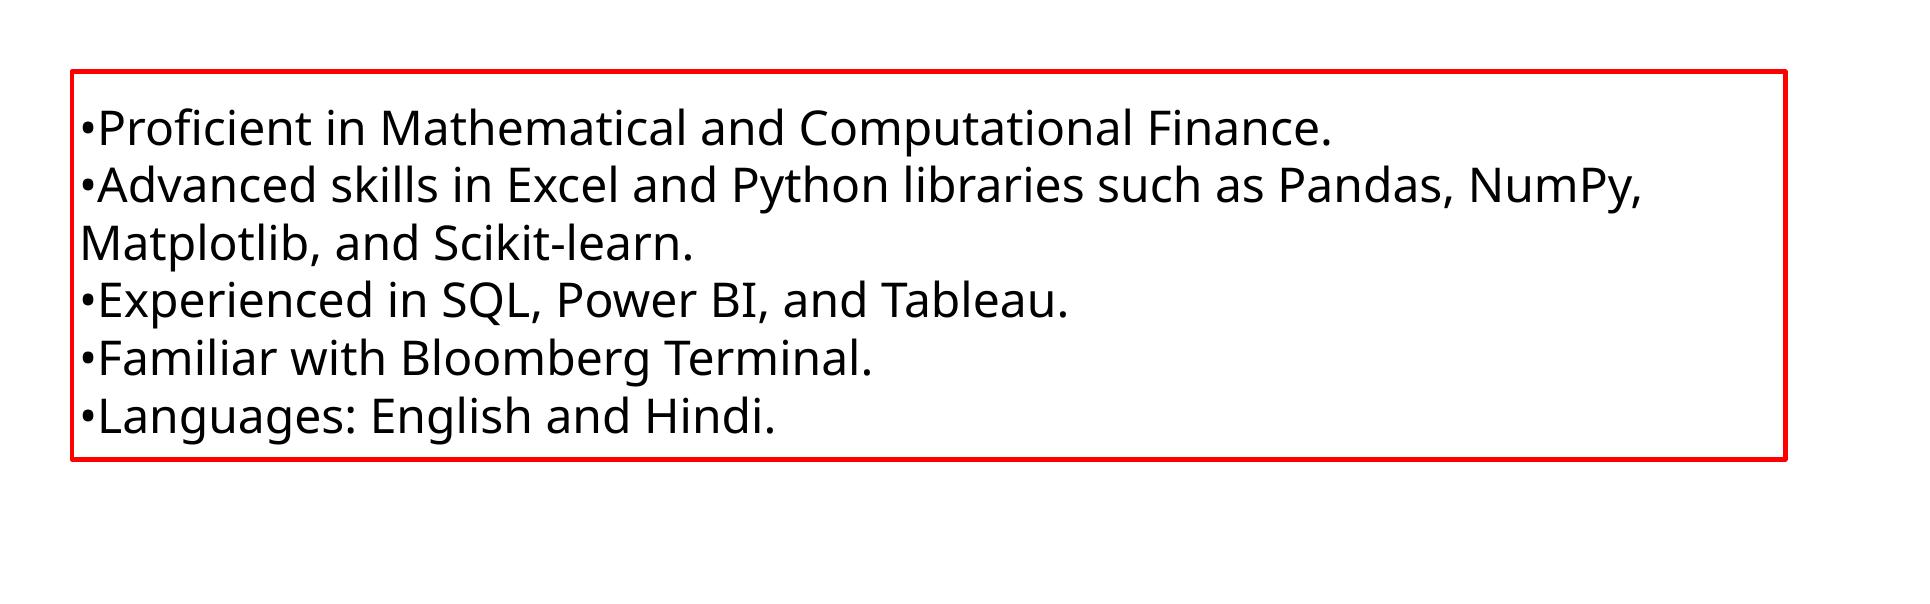 •Proficient in Mathematical and Computational Finance.
•Advanced skills in Excel and Python libraries such as Pandas, NumPy,
Matplotlib, and Scikit-learn.
•Experienced in SQL, Power BI, and Tableau.
•Familiar with Bloomberg Terminal.
•Languages: English and Hindi.